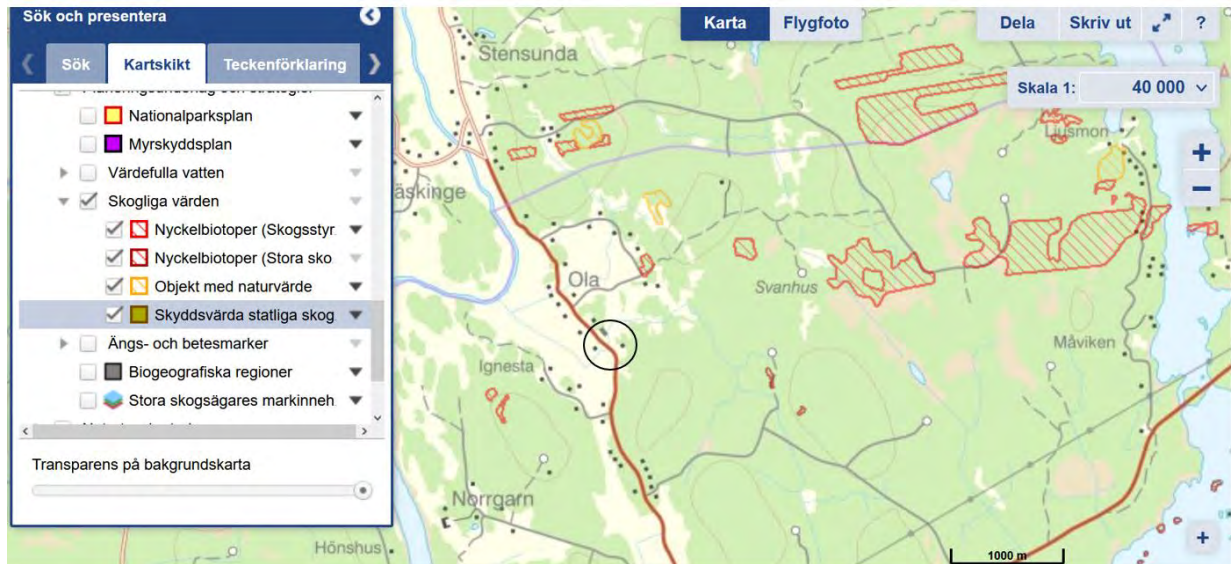 Sök och presentera
Sök
Kartskikt
Teckenförklaring
Nationalparksplan
Myrskyddsplan
Värdefulla vatten
Skogliga värden
Nyckelbiotoper (Skogsstyr
Nyckelbiotoper (Stora sko
Objekt med naturvärde
Skyddsvärda statliga skog
Ängs- och betesmarker
Biogeografiska regioner
Stora skogsägares markinneh
Transparens på bakgrundskarta
Karta
Flygfoto
Dela
Skriv ut
?
Skala 1:
40 000
+
−
Stensunda
Ljusmon
äskinge
Ola
Svanhus
Måviken
Ignesta
Norrgarn
Hönshus
1000 m
+